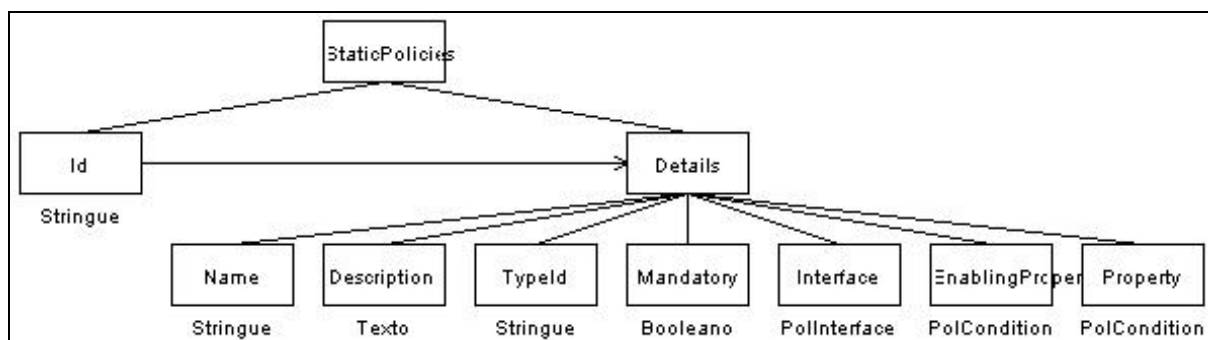 StaticPolicies
Id Details
Stringue
Name Description TypeId Mandatory Interface EnablingProper Property
Stringue Texto Stringue Booleano PolInterface PolCondition PolCondition